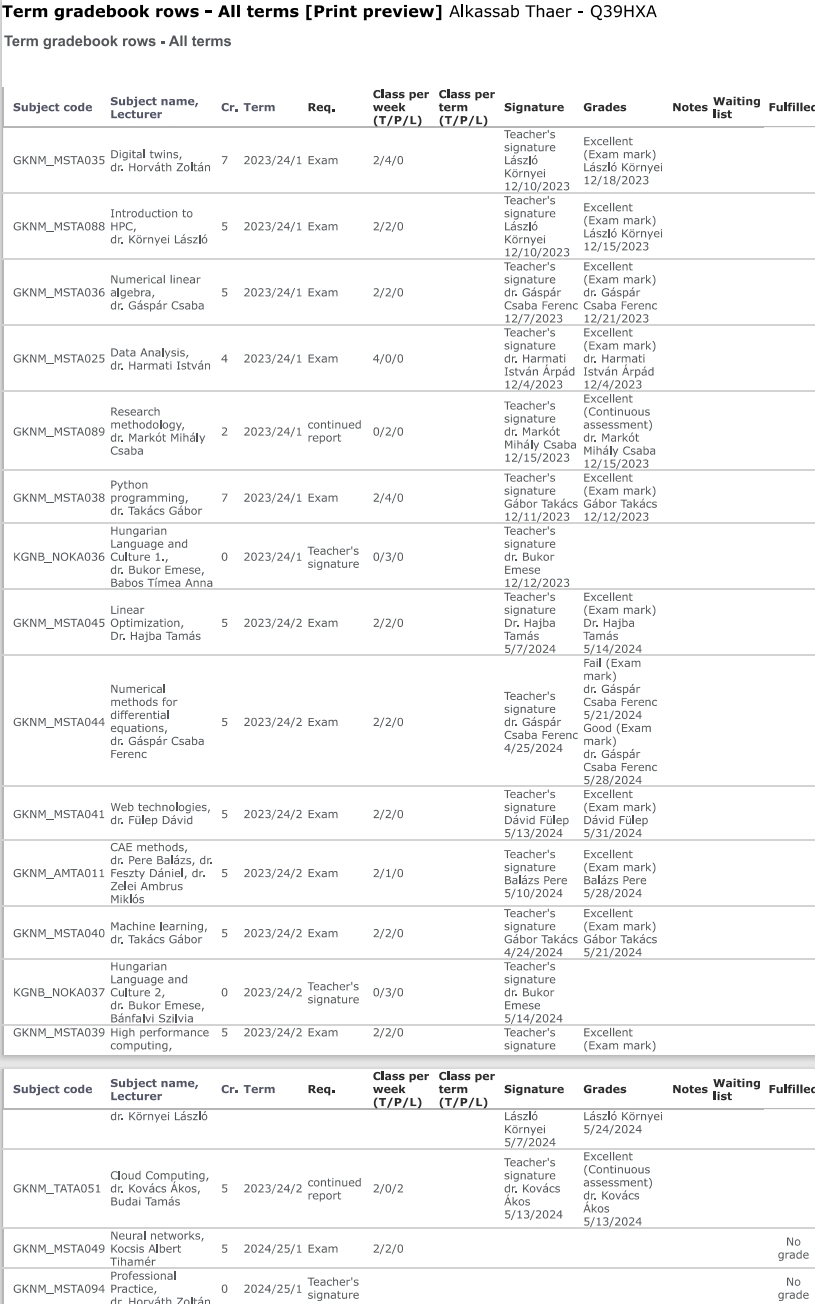 Term gradebook rows - All terms [Print preview] Alkassab Thaer - Q39HXA
Term gradebook rows - All terms
Subject code Subject name, Lecturer Cr. Term Req. Class per week (T/P/L) Class per term (T/P/L) Signature Grades Notes Waiting list Fulfilled
GKNM_MSTA035 Digital twins, dr. Horváth Zoltán 7 2023/24/1 Exam 2/4/0 Teacher's signature László Környei 12/10/2023 Excellent (Exam mark) László Környei 12/18/2023
GKNM_MSTA088 Introduction to HPC, dr. Környei László 5 2023/24/1 Exam 2/2/0 Teacher's signature László Környei 12/10/2023 Excellent (Exam mark) László Környei 12/15/2023
GKNM_MSTA036 Numerical linear algebra, dr. Gáspár Csaba 5 2023/24/1 Exam 2/2/0 Teacher's signature dr. Gáspár Csaba Ferenc 12/7/2023 Excellent (Exam mark) dr. Gáspár Csaba Ferenc 12/21/2023
GKNM_MSTA025 Data Analysis, dr. Harmati István 4 2023/24/1 Exam 4/0/0 Teacher's signature dr. Harmati István Árpád 12/4/2023 Excellent (Exam mark) dr. Harmati István Árpád 12/4/2023
GKNM_MSTA089 Research methodology, dr. Markót Mihály Csaba 2 2023/24/1 continued report 0/2/0 Teacher's signature dr. Markót Mihály Csaba 12/15/2023 Excellent (Continuous assessment) dr. Markót Mihály Csaba 12/15/2023
GKNM_MSTA038 Python programming, dr. Takács Gábor 7 2023/24/1 Exam 2/4/0 Teacher's signature Gábor Takács 12/11/2023 Excellent (Exam mark) Gábor Takács 12/12/2023
KGNB_NOKA036 Hungarian Language and Culture 1., dr. Bukor Emese, Babos Tímea Anna 0 2023/24/1 Teacher's signature 0/3/0 Teacher's signature dr. Bukor Emese 12/12/2023
GKNM_MSTA045 Linear Optimization, Dr. Hajba Tamás 5 2023/24/2 Exam 2/2/0 Teacher's signature Dr. Hajba Tamás 5/7/2024 Excellent (Exam mark) Dr. Hajba Tamás 5/14/2024
GKNM_MSTA044 Numerical methods for differential equations, dr. Gáspár Csaba Ferenc 5 2023/24/2 Exam 2/2/0 Teacher's signature dr. Gáspár Csaba Ferenc 4/25/2024 Fail (Exam mark) dr. Gáspár Csaba Ferenc 5/21/2024 Good (Exam mark) dr. Gáspár Csaba Ferenc 5/28/2024
GKNM_MSTA041 Web technologies, dr. Fülep Dávid 5 2023/24/2 Exam 2/2/0 Teacher's signature Dávid Fülep 5/13/2024 Excellent (Exam mark) Dávid Fülep 5/31/2024
GKNM_AMTA011 CAE methods, dr. Pere Balázs, dr. Feszty Dániel, dr. Zelei Ambrus Miklós 5 2023/24/2 Exam 2/1/0 Teacher's signature Balázs Pere 5/10/2024 Excellent (Exam mark) Balázs Pere 5/28/2024
GKNM_MSTA040 Machine learning, dr. Takács Gábor 5 2023/24/2 Exam 2/2/0 Teacher's signature Gábor Takács 4/24/2024 Excellent (Exam mark) Gábor Takács 5/21/2024
KGNB_NOKA037 Hungarian Language and Culture 2, dr. Bukor Emese, Bánfalvi Szilvia 0 2023/24/2 Teacher's signature 0/3/0 Teacher's signature dr. Bukor Emese 5/14/2024
GKNM_MSTA039 High performance computing, 5 2023/24/2 Exam 2/2/0 Teacher's signature Excellent (Exam mark)
Subject code Subject name, Lecturer Cr. Term Req. Class per week (T/P/L) Class per term (T/P/L) Signature Grades Notes Waiting list Fulfilled
dr. Környei László László Környei 5/7/2024 László Környei 5/24/2024
GKNM_TATA051 Cloud Computing, dr. Kovács Ákos, Budai Tamás 5 2023/24/2 continued report 2/0/2 Teacher's signature dr. Kovács Ákos 5/13/2024 Excellent (Continuous assessment) dr. Kovács Ákos 5/13/2024
GKNM_MSTA049 Neural networks, Kocsis Albert Tihamér 5 2024/25/1 Exam 2/2/0 No grade
GKNM_MSTA094 Professional Practice, dr. Horváth Zoltán 0 2024/25/1 Teacher's signature No grade